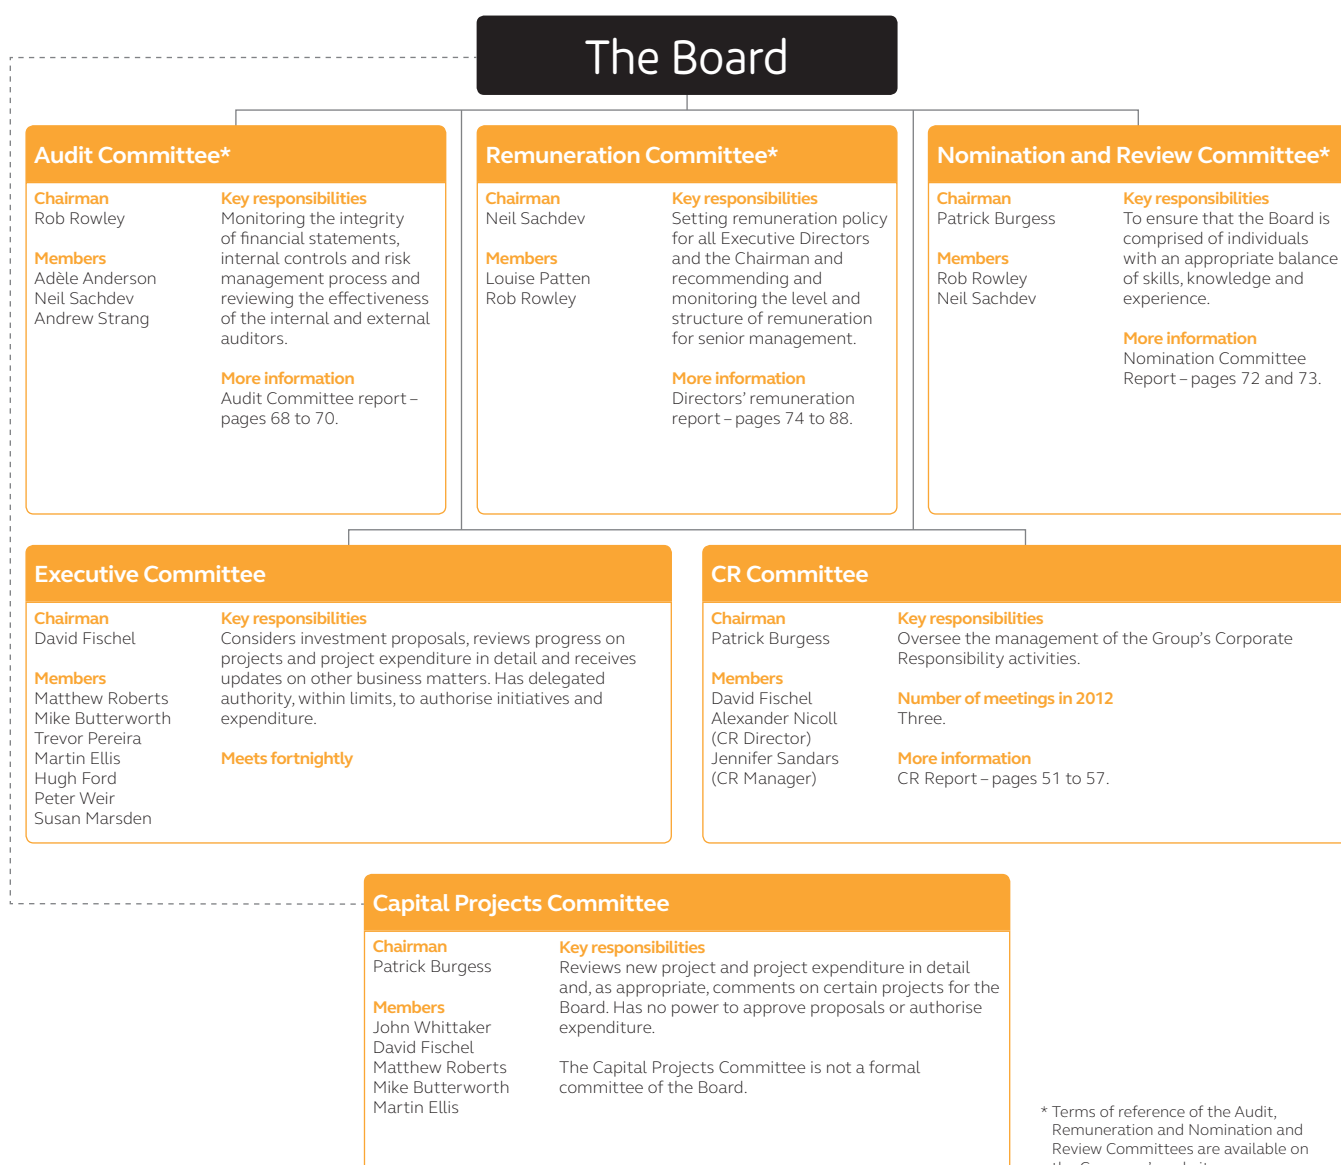 The Board
Audit Committee*
Chairman
Rob Rowley
Members
Adèle Anderson
Neil Sachdev
Andrew Strang
Key responsibilities
Monitoring the integrity
of financial statements,
internal controls and risk
management process and
reviewing the effectiveness
of the internal and external
auditors.
More information
Audit Committee report –
pages 68 to 70.
Remuneration Committee*
Chairman
Neil Sachdev
Members
Louise Patten
Rob Rowley
Key responsibilities
Setting remuneration policy
for all Executive Directors
and the Chairman and
recommending and
monitoring the level and
structure of remuneration
for senior management.
More information
Directors’ remuneration
report – pages 74 to 88.
Nomination and Review Committee*
Chairman
Patrick Burgess
Members
Rob Rowley
Neil Sachdev
Key responsibilities
To ensure that the Board is
comprised of individuals
with an appropriate balance
of skills, knowledge and
experience.
More information
Nomination Committee
Report – pages 72 and 73.
Executive Committee
Chairman
David Fischel
Members
Matthew Roberts
Mike Butterworth
Trevor Pereira
Martin Ellis
Hugh Ford
Peter Weir
Susan Marsden
Key responsibilities
Considers investment proposals, reviews progress on
projects and project expenditure in detail and receives
updates on other business matters. Has delegated
authority, within limits, to authorise initiatives and
expenditure.
Meets fortnightly
CR Committee
Chairman
Patrick Burgess
Members
David Fischel
Alexander Nicoll
(CR Director)
Jennifer Sandars
(CR Manager)
Key responsibilities
Oversee the management of the Group’s Corporate
Responsibility activities.
Number of meetings in 2012
Three.
More information
CR Report – pages 51 to 57.
Capital Projects Committee
Chairman
Patrick Burgess
Members
John Whittaker
David Fischel
Matthew Roberts
Mike Butterworth
Martin Ellis
Key responsibilities
Reviews new project and project expenditure in detail
and, as appropriate, comments on certain projects for the
Board. Has no power to approve proposals or authorise
expenditure.
The Capital Projects Committee is not a formal
committee of the Board.
* Terms of reference of the Audit,
Remuneration and Nomination and
Review Committees are available on